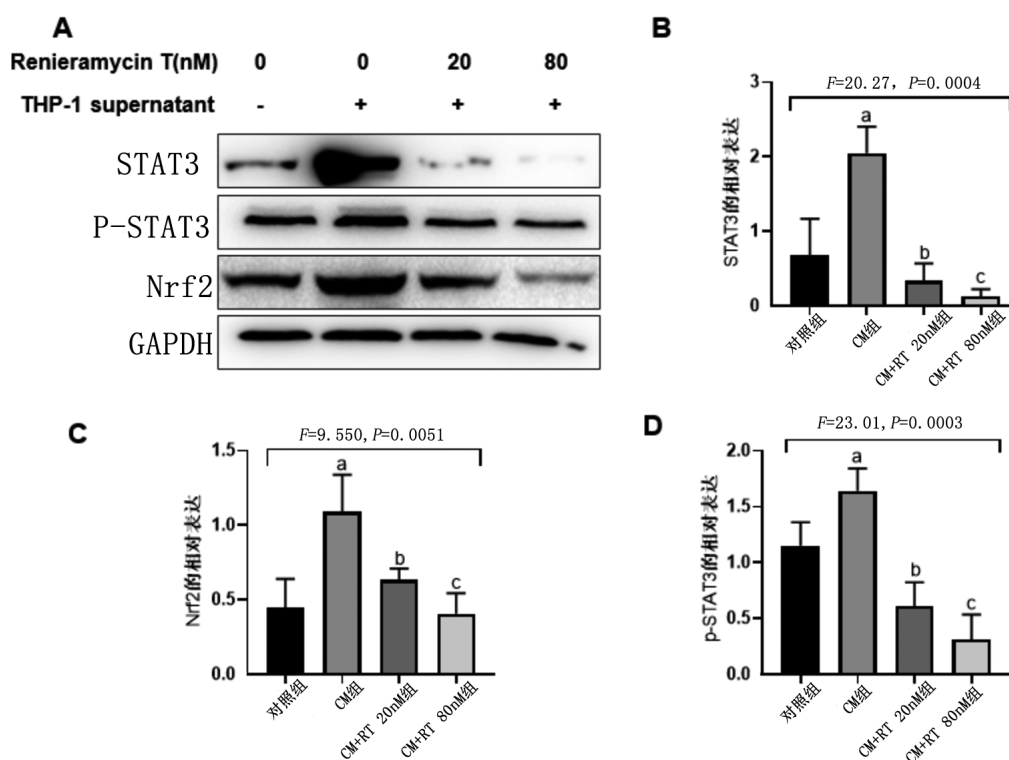 A
Renieramycin T(nM) 0 0 20 80
THP-1 supernatant - + + +
STAT3
P-STAT3
Nrf2
GAPDH
B
F=20.27, P=0.0004
STAT3的相对表达
3
2
1
0
a
b
c
对照组
CM组
CM+RT 20nM组
CM+RT 80nM组
C
F=9.550,P=0.0051
Nrf2的相对表达
1.5
1.0
0.5
0.0
a
b
c
对照组
CM组
CM+RT 20nM组
CM+RT 80nM组
D
F=23.01,P=0.0003
p-STAT3的相对表达
2.0
1.5
1.0
0.5
0.0
a
b
c
对照组
CM组
CM+RT 20nM组
CM+RT 80nM组